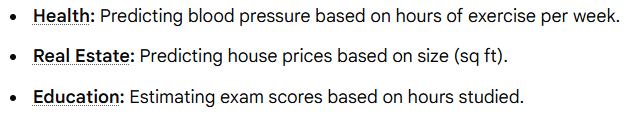 • Health: Predicting blood pressure based on hours of exercise per week.
• Real Estate: Predicting house prices based on size (sq ft).
• Education: Estimating exam scores based on hours studied.